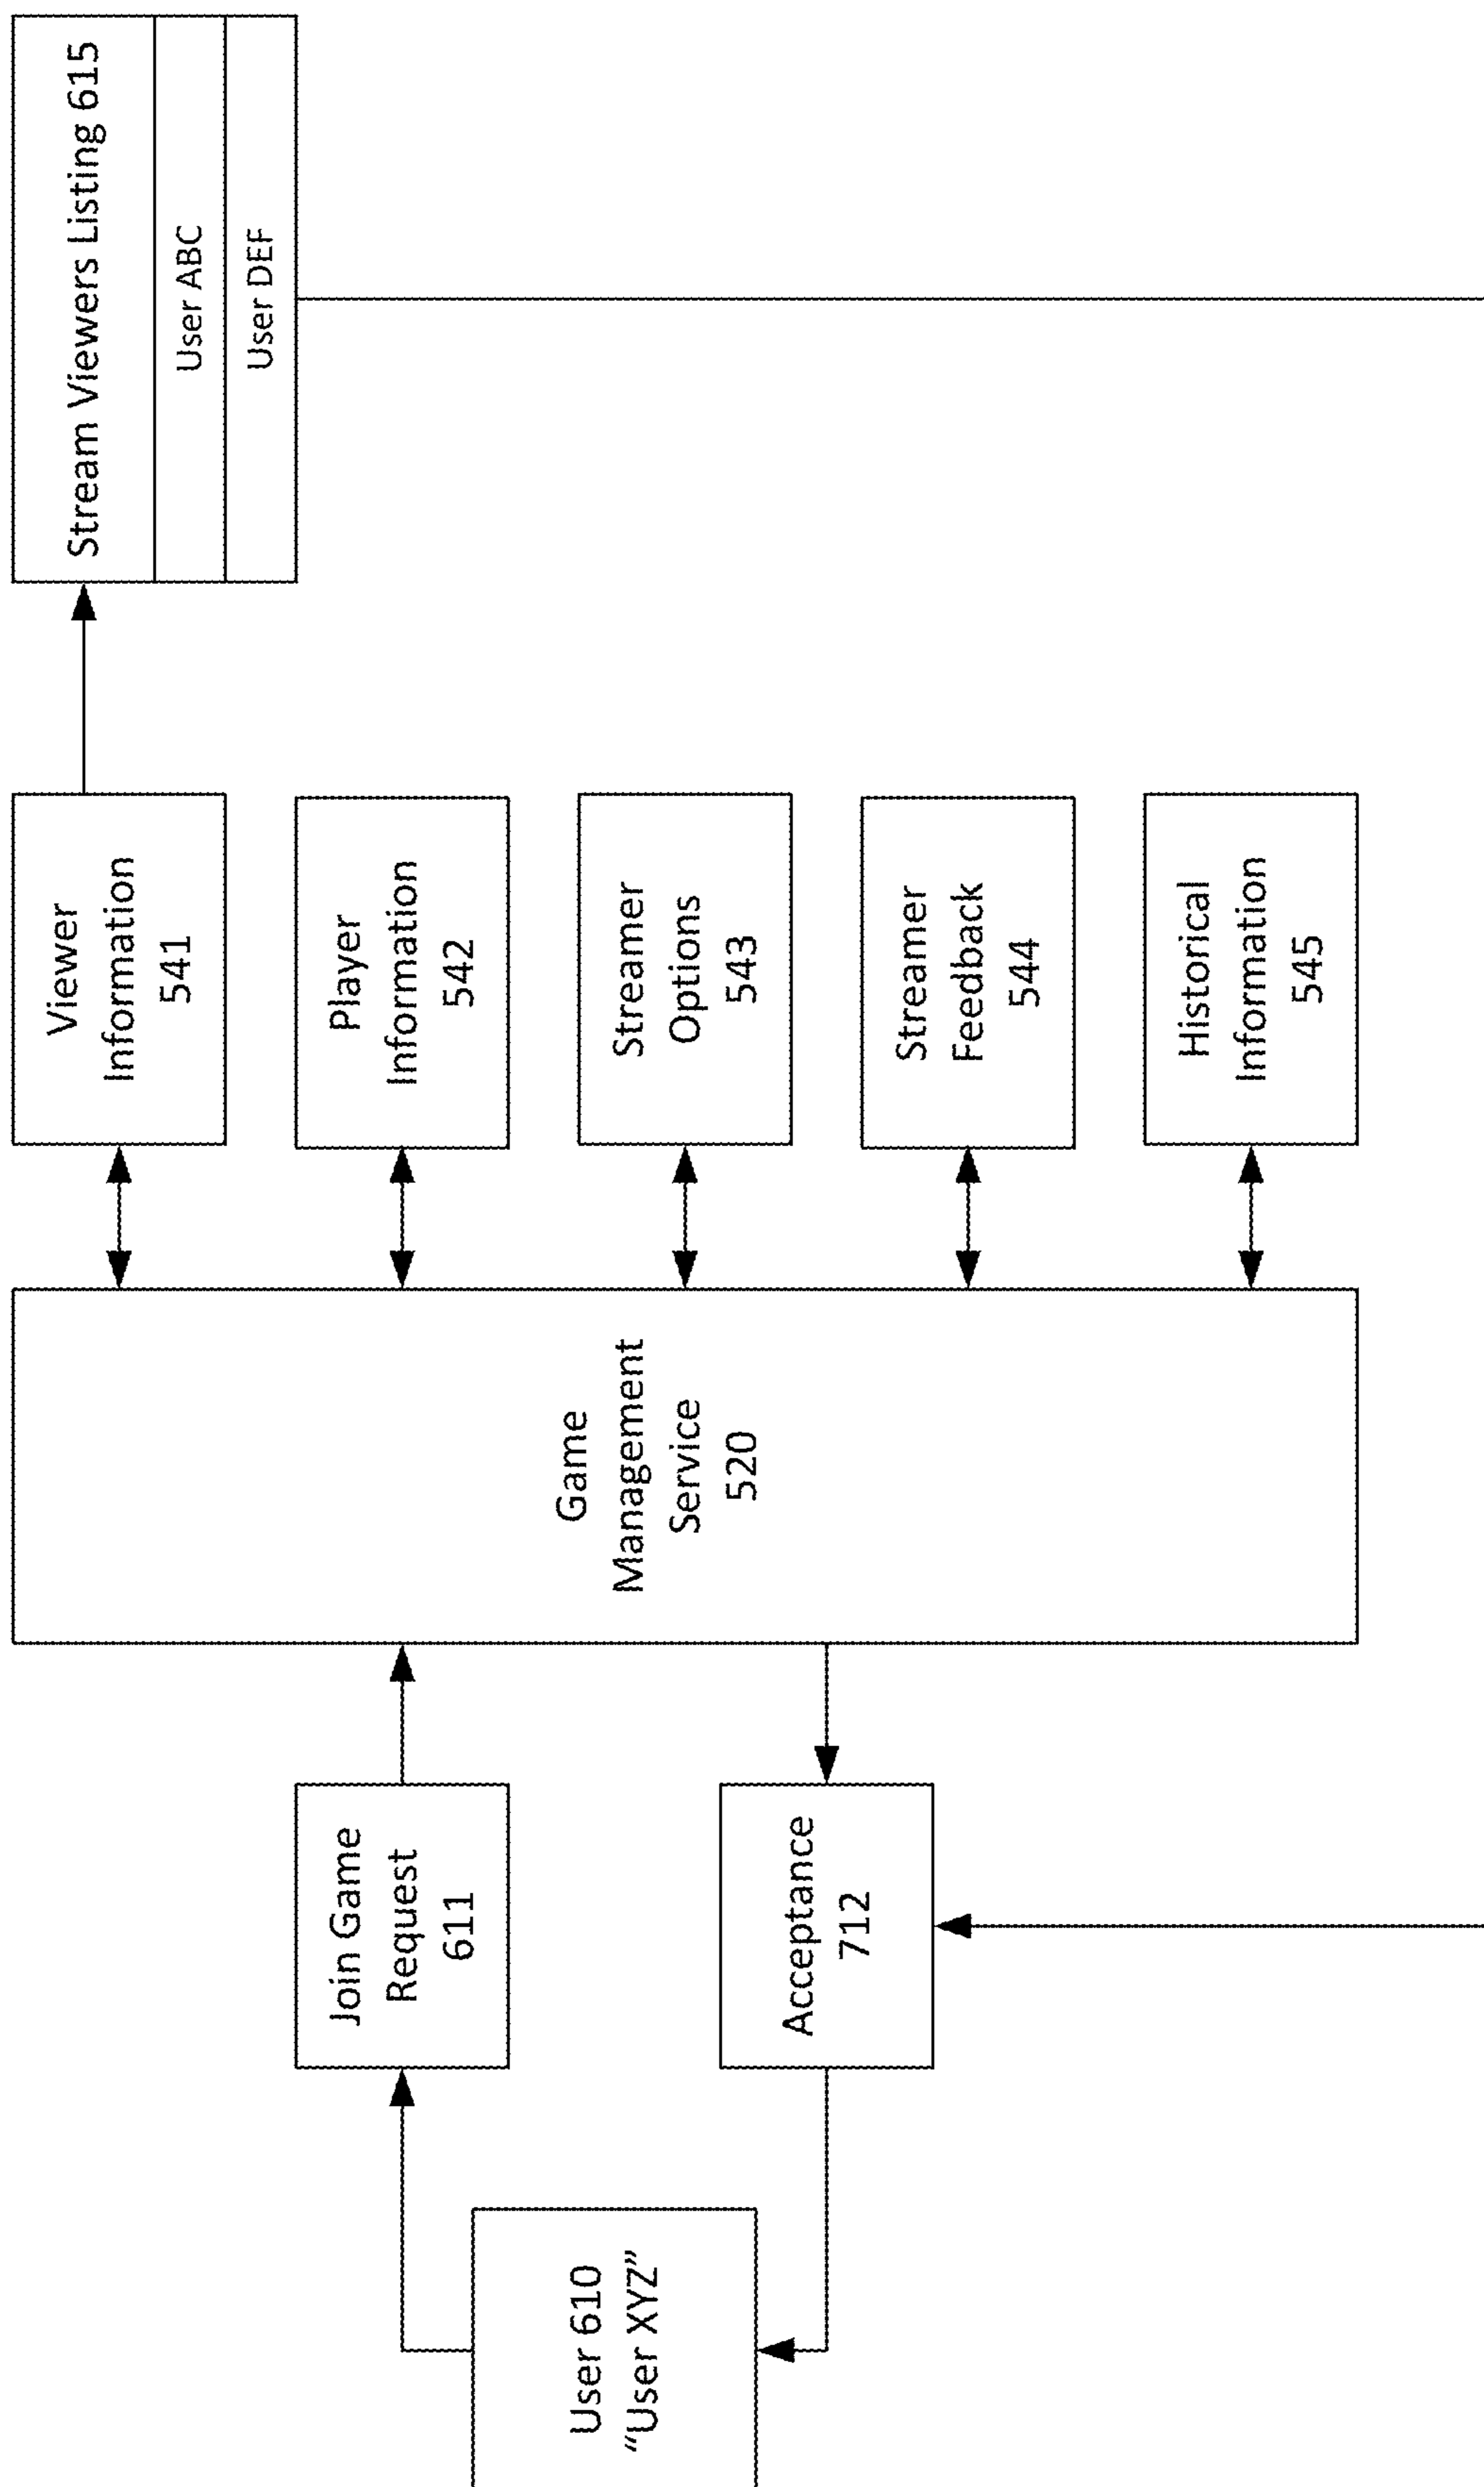 User 610
“User XYZ”
Join Game
Request
611
Acceptance
712
Game
Management
Service
520
Viewer
Information
541
Player
Information
542
Streamer
Options
543
Streamer
Feedback
544
Historical
Information
545
Stream Viewers Listing 615
User ABC
User DEF